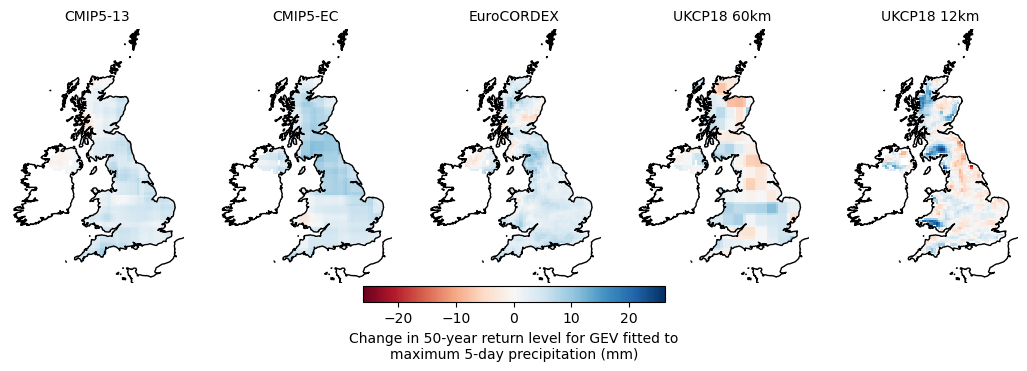 CMIP5-13 CMIP5-EC EuroCORDEX UKCP18 60km UKCP18 12km
−20 −10 0 10 20
Change in 50-year return level for GEV fitted to
maximum 5-day precipitation (mm)